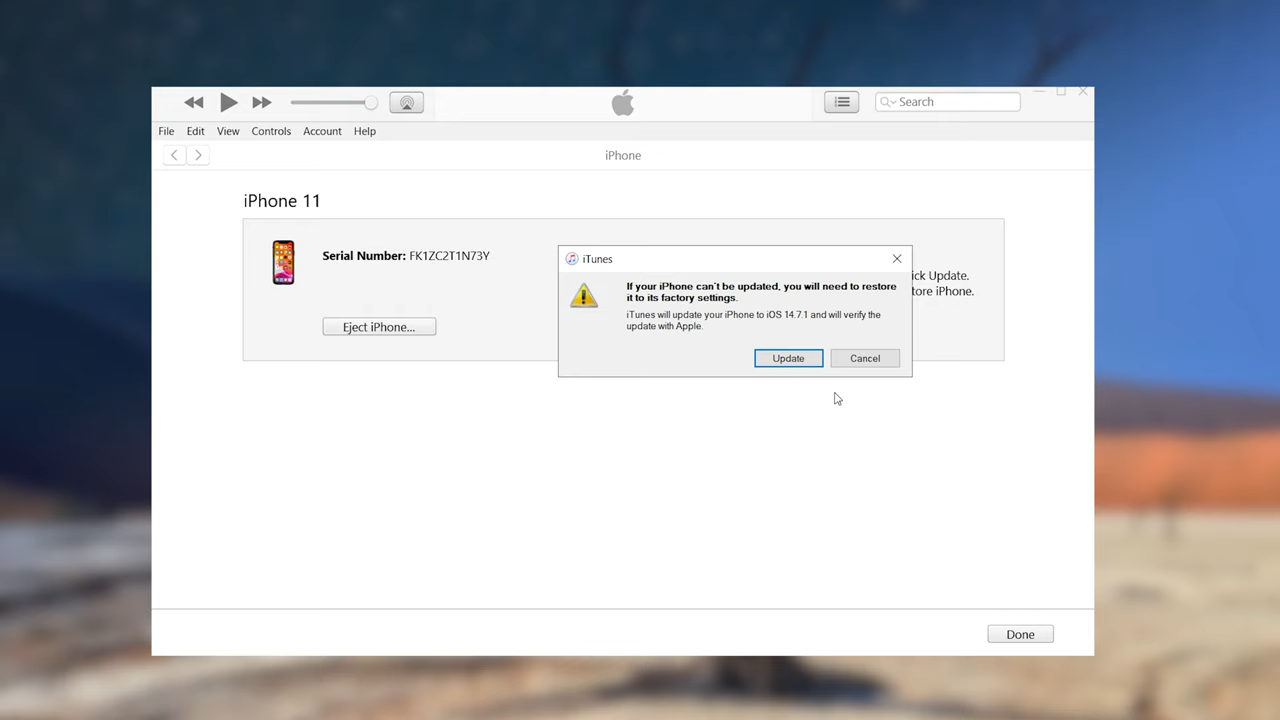 Search
File Edit View Controls Account Help
iPhone
iPhone 11
Serial Number: FK1ZC2T1N73Y
Eject iPhone...
iTunes
If your iPhone can't be updated, you will need to restore
it to its factory settings.
iTunes will update your iPhone to iOS 14.7.1 and will verify the
update with Apple.
Update Cancel
ick Update.
tore iPhone.
Done